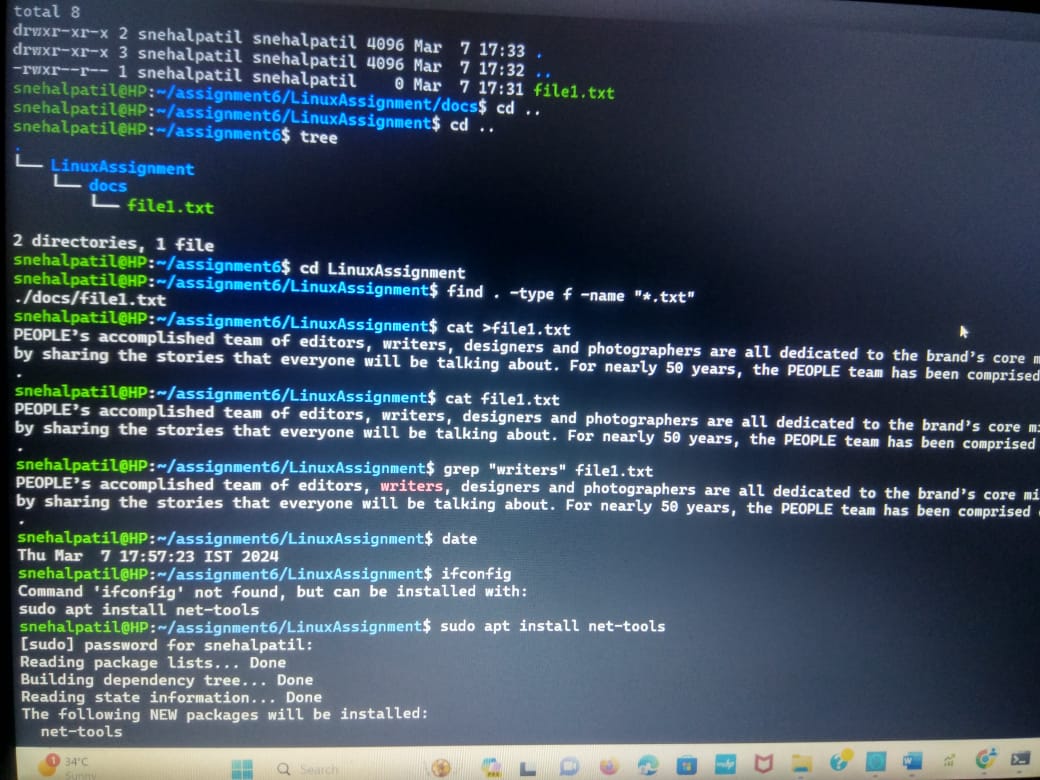 total 8
drwxr-xr-x 2 snehalpatil snehalpatil 4096 Mar  7 17:33 .
drwxr-xr-x 3 snehalpatil snehalpatil 4096 Mar  7 17:32 ..
-rwxr--r-- 1 snehalpatil snehalpatil    0 Mar  7 17:31 file1.txt
snehalpatil@HP:~/assignment6/LinuxAssignment/docs$ cd ..
snehalpatil@HP:~/assignment6/LinuxAssignment$ cd ..
snehalpatil@HP:~/assignment6$ tree
.
└── LinuxAssignment
    └── docs
        └── file1.txt
2 directories, 1 file
snehalpatil@HP:~/assignment6$ cd LinuxAssignment
snehalpatil@HP:~/assignment6/LinuxAssignment$ find . -type f -name "*.txt"
./docs/file1.txt
snehalpatil@HP:~/assignment6/LinuxAssignment$ cat >file1.txt
PEOPLE’s accomplished team of editors, writers, designers and photographers are all dedicated to the brand’s core
by sharing the stories that everyone will be talking about. For nearly 50 years, the PEOPLE team has been comprised
.
snehalpatil@HP:~/assignment6/LinuxAssignment$ cat file1.txt
PEOPLE’s accomplished team of editors, writers, designers and photographers are all dedicated to the brand’s core
by sharing the stories that everyone will be talking about. For nearly 50 years, the PEOPLE team has been comprised
.
snehalpatil@HP:~/assignment6/LinuxAssignment$ grep "writers" file1.txt
PEOPLE’s accomplished team of editors, writers, designers and photographers are all dedicated to the brand’s core mi
by sharing the stories that everyone will be talking about. For nearly 50 years, the PEOPLE team has been comprised
.
snehalpatil@HP:~/assignment6/LinuxAssignment$ date
Thu Mar  7 17:57:23 IST 2024
snehalpatil@HP:~/assignment6/LinuxAssignment$ ifconfig
Command 'ifconfig' not found, but can be installed with:
sudo apt install net-tools
snehalpatil@HP:~/assignment6/LinuxAssignment$ sudo apt install net-tools
[sudo] password for snehalpatil:
Reading package lists... Done
Building dependency tree... Done
Reading state information... Done
The following NEW packages will be installed:
  net-tools
1 34°C
Sunny
Search